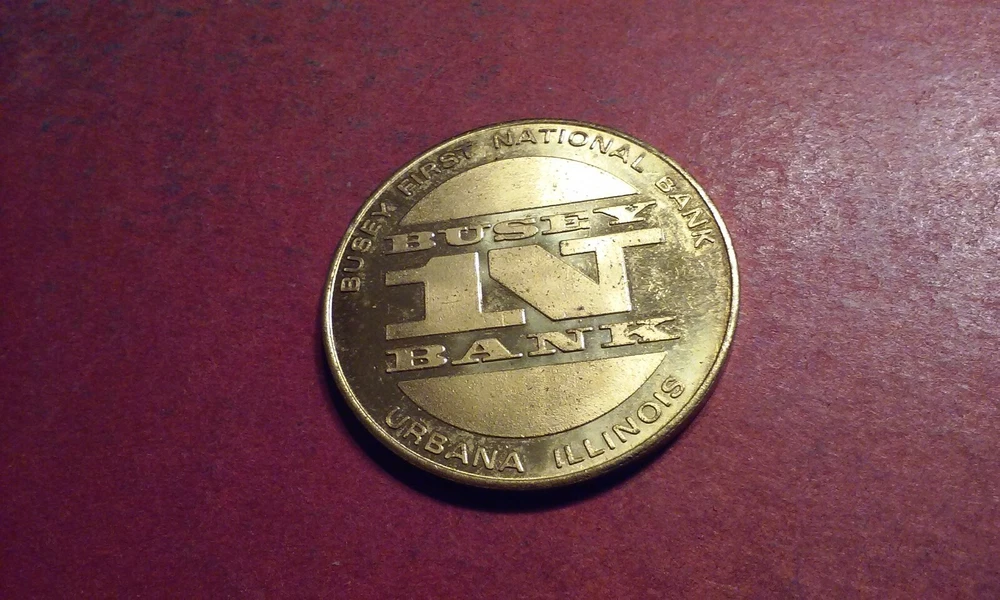 BUSEY FIRST NATIONAL BANK
BUSEY
1N
BANK
URBANA ILLINOIS